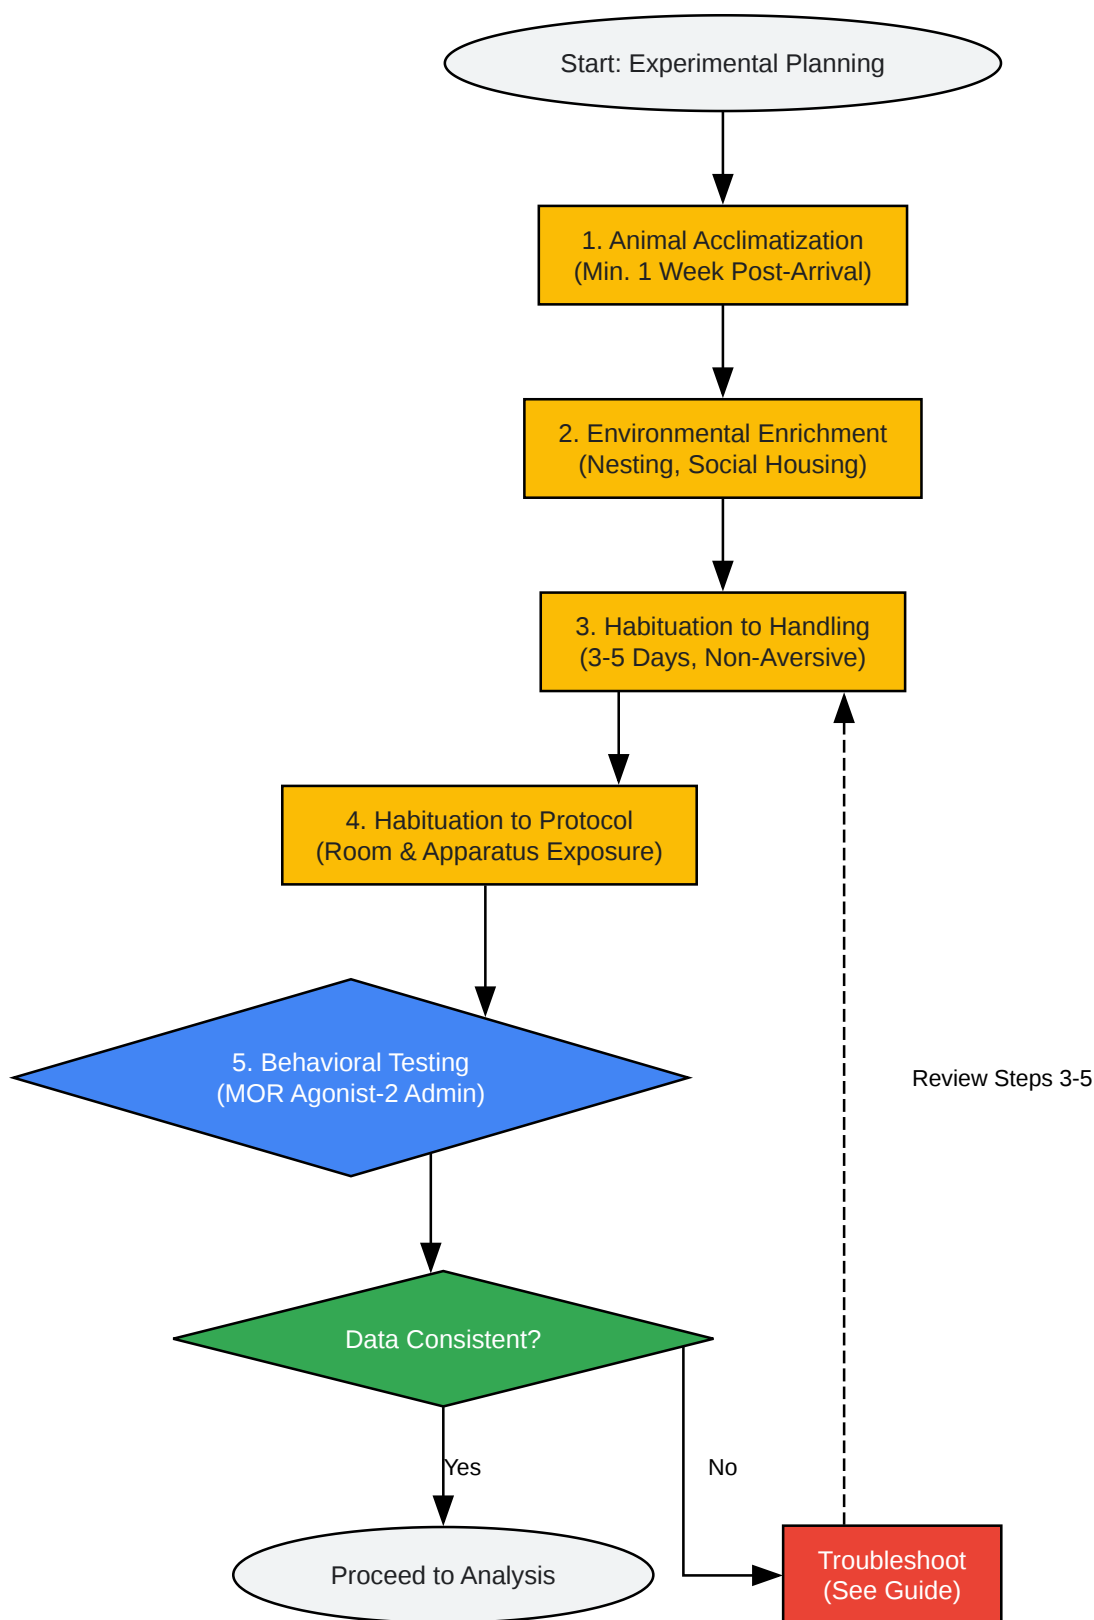 Start: Experimental Planning
1. Animal Acclimatization
(Min. 1 Week Post-Arrival)
2. Environmental Enrichment
(Nesting, Social Housing)
3. Habituation to Handling
(3-5 Days, Non-Aversive)
4. Habituation to Protocol
(Room & Apparatus Exposure)
5. Behavioral Testing
(MOR Agonist-2 Admin)
Review Steps 3-5
Data Consistent?
Yes
No
Proceed to Analysis
Troubleshoot
(See Guide)